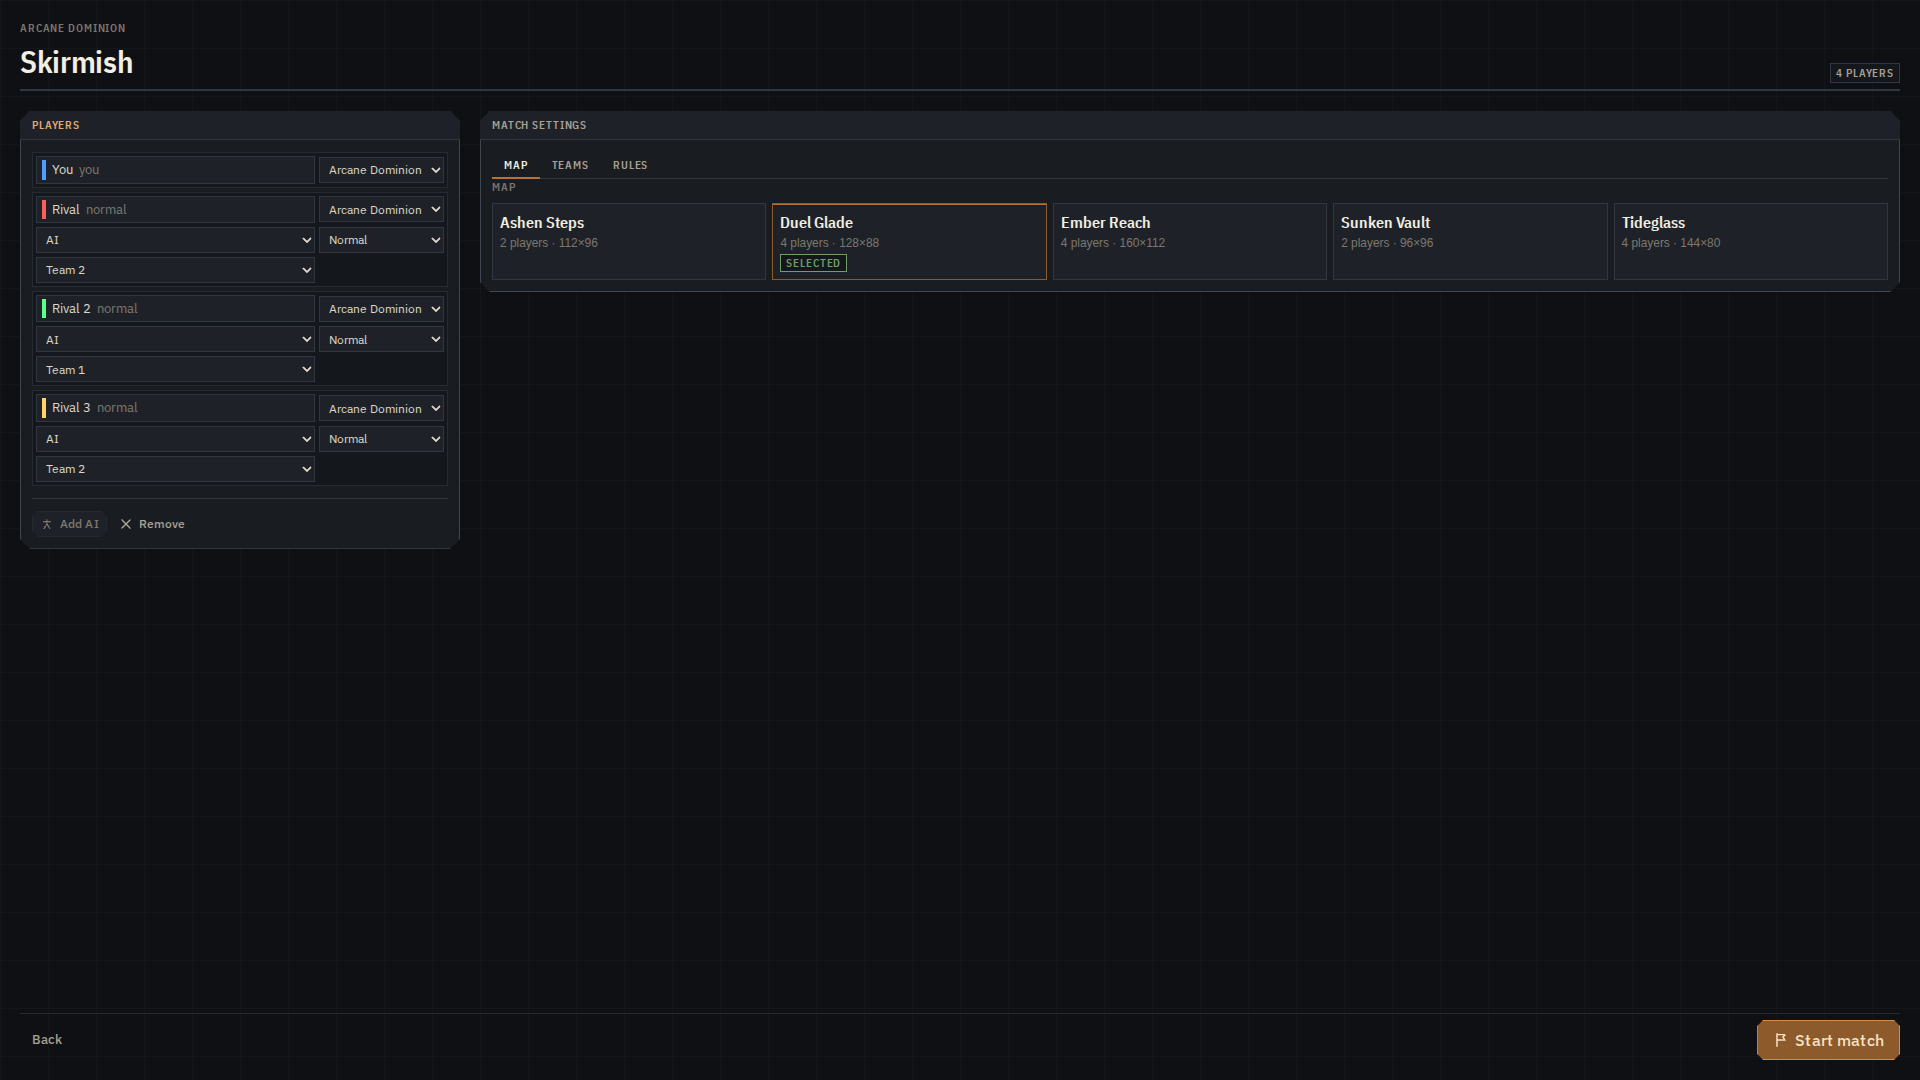 ARCANE DOMINION
Skirmish
4 PLAYERS
PLAYERS
You you
Arcane Dominion
Rival normal
Arcane Dominion
AI
Normal
Team 2
Rival 2 normal
Arcane Dominion
AI
Normal
Team 1
Rival 3 normal
Arcane Dominion
AI
Normal
Team 2
Add AI
Remove
MATCH SETTINGS
MAP TEAMS RULES
MAP
Ashen Steps
2 players · 112×96
Duel Glade
4 players · 128×88
SELECTED
Ember Reach
4 players · 160×112
Sunken Vault
2 players · 96×96
Tideglass
4 players · 144×80
Back
Start match